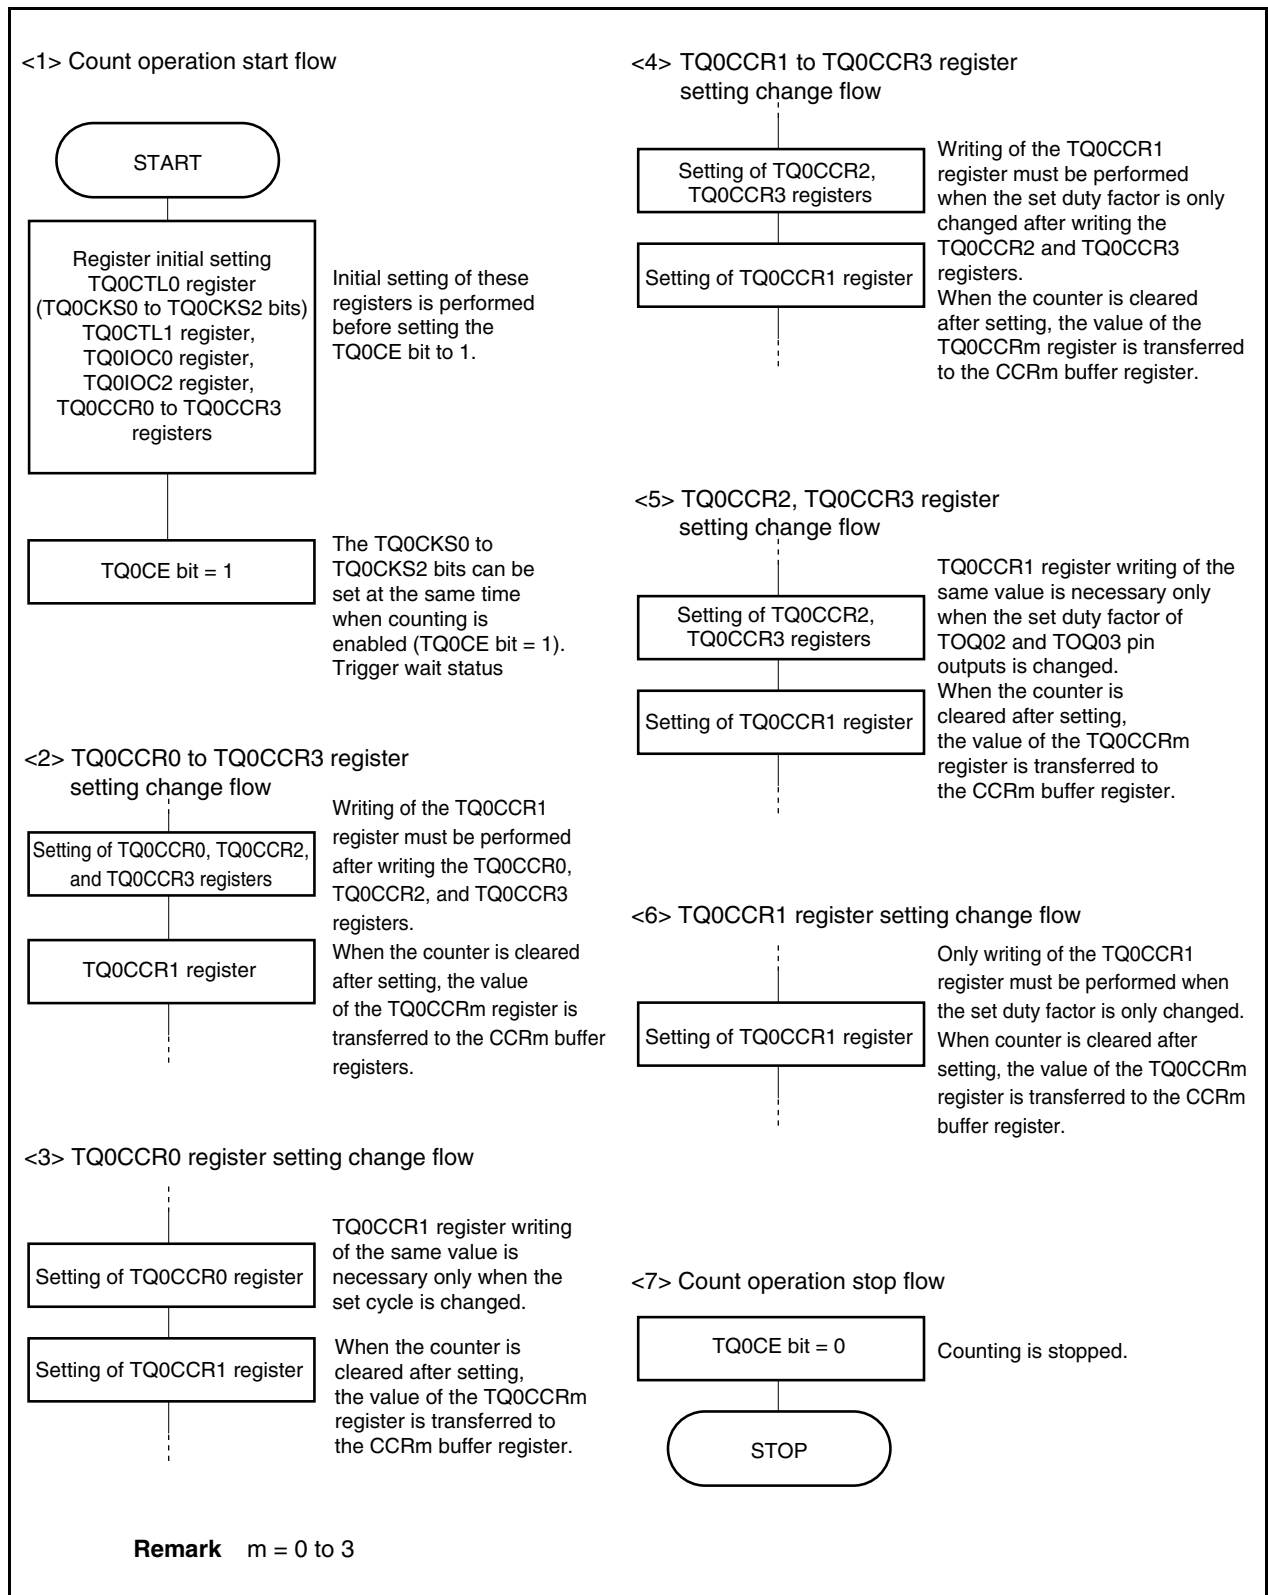 <1> Count operation start flow
START
Register initial setting
TQ0CTL0 register
(TQ0CKS0 to TQ0CKS2 bits)
TQ0CTL1 register,
TQ0IOC0 register,
TQ0IOC2 register,
TQ0CCR0 to TQ0CCR3
registers
Initial setting of these
registers is performed
before setting the
TQ0CE bit to 1.
TQ0CE bit = 1
The TQ0CKS0 to
TQ0CKS2 bits can be
set at the same time
when counting is
enabled (TQ0CE bit = 1).
Trigger wait status
<2> TQ0CCR0 to TQ0CCR3 register
setting change flow
Setting of TQ0CCR0, TQ0CCR2,
and TQ0CCR3 registers
TQ0CCR1 register
Writing of the TQ0CCR1
register must be performed
after writing the TQ0CCR0,
TQ0CCR2, and TQ0CCR3
registers.
When the counter is cleared
after setting, the value
of the TQ0CCRm register is
transferred to the CCRm buffer
registers.
<3> TQ0CCR0 register setting change flow
Setting of TQ0CCR0 register
TQ0CCR1 register writing
of the same value is
necessary only when the
set cycle is changed.
Setting of TQ0CCR1 register
When the counter is
cleared after setting,
the value of the TQ0CCRm
register is transferred to
the CCRm buffer register.
<4> TQ0CCR1 to TQ0CCR3 register
setting change flow
Setting of TQ0CCR2,
TQ0CCR3 registers
Setting of TQ0CCR1 register
Writing of the TQ0CCR1
register must be performed
when the set duty factor is only
changed after writing the
TQ0CCR2 and TQ0CCR3
registers.
When the counter is cleared
after setting, the value of the
TQ0CCRm register is transferred
to the CCRm buffer register.
<5> TQ0CCR2, TQ0CCR3 register
setting change flow
Setting of TQ0CCR2,
TQ0CCR3 registers
Setting of TQ0CCR1 register
TQ0CCR1 register writing of the
same value is necessary only
when the set duty factor of
TOQ02 and TOQ03 pin
outputs is changed.
When the counter is
cleared after setting,
the value of the TQ0CCRm
register is transferred to
the CCRm buffer register.
<6> TQ0CCR1 register setting change flow
Setting of TQ0CCR1 register
Only writing of the TQ0CCR1
register must be performed when
the set duty factor is only changed.
When counter is cleared after
setting, the value of the TQ0CCRm
register is transferred to the CCRm
buffer register.
<7> Count operation stop flow
TQ0CE bit = 0
Counting is stopped.
STOP
Remark m = 0 to 3